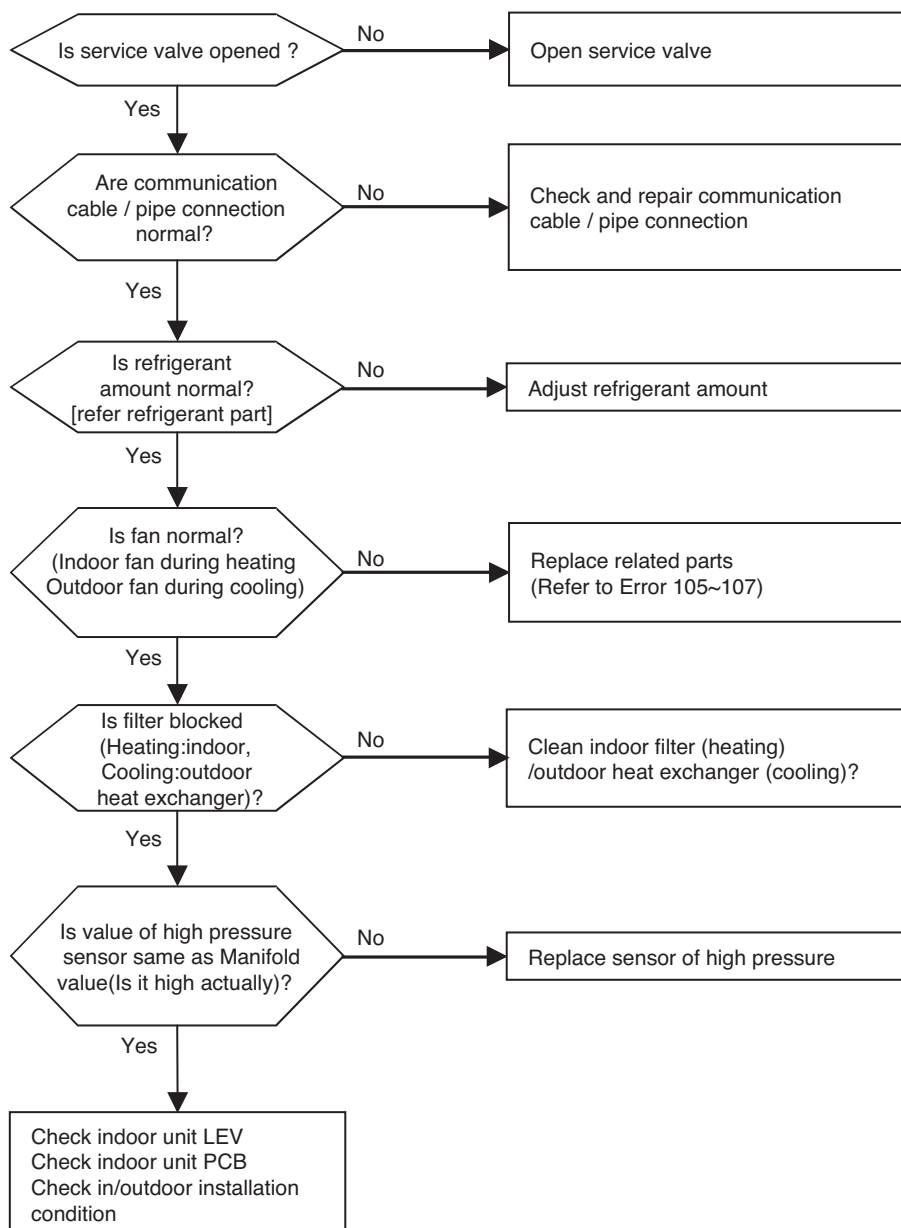 Is service valve opened ?
No
Open service valve
Yes
Are communication
cable / pipe connection
normal?
No
Check and repair communication
cable / pipe connection
Yes
Is refrigerant
amount normal?
[refer refrigerant part]
No
Adjust refrigerant amount
Yes
Is fan normal?
(Indoor fan during heating
Outdoor fan during cooling)
No
Replace related parts
(Refer to Error 105~107)
Yes
Is filter blocked
(Heating:indoor,
Cooling:outdoor
heat exchanger)?
No
Clean indoor filter (heating)
/outdoor heat exchanger (cooling)?
Yes
Is value of high pressure
sensor same as Manifold
value(Is it high actually)?
No
Replace sensor of high pressure
Yes
Check indoor unit LEV
Check indoor unit PCB
Check in/outdoor installation
condition